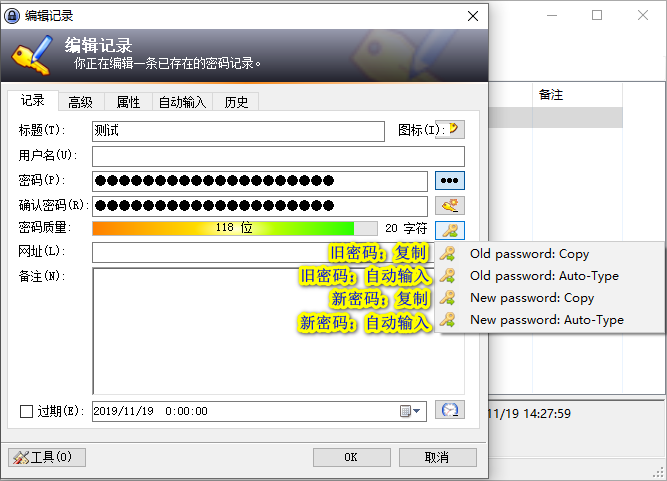 编辑记录
编辑记录
你正在编辑一条已存在的密码记录。
记录 高级 属性 自动输入 历史
备注
标题(T): 测试 图标(I):
用户名(U):
密码(P): ●●●●●●●●●●●●●●●●●●●●
确认密码(R): ●●●●●●●●●●●●●●●●●●●●
密码质量: 118 位 20 字符
网址(L):
备注(N):
旧密码：复制 Old password: Copy
旧密码：自动输入 Old password: Auto-Type
新密码：复制 New password: Copy
新密码：自动输入 New password: Auto-Type
过期(E): 2019/11/19 0:00:00
11/19 14:27:59
工具(O) OK 取消